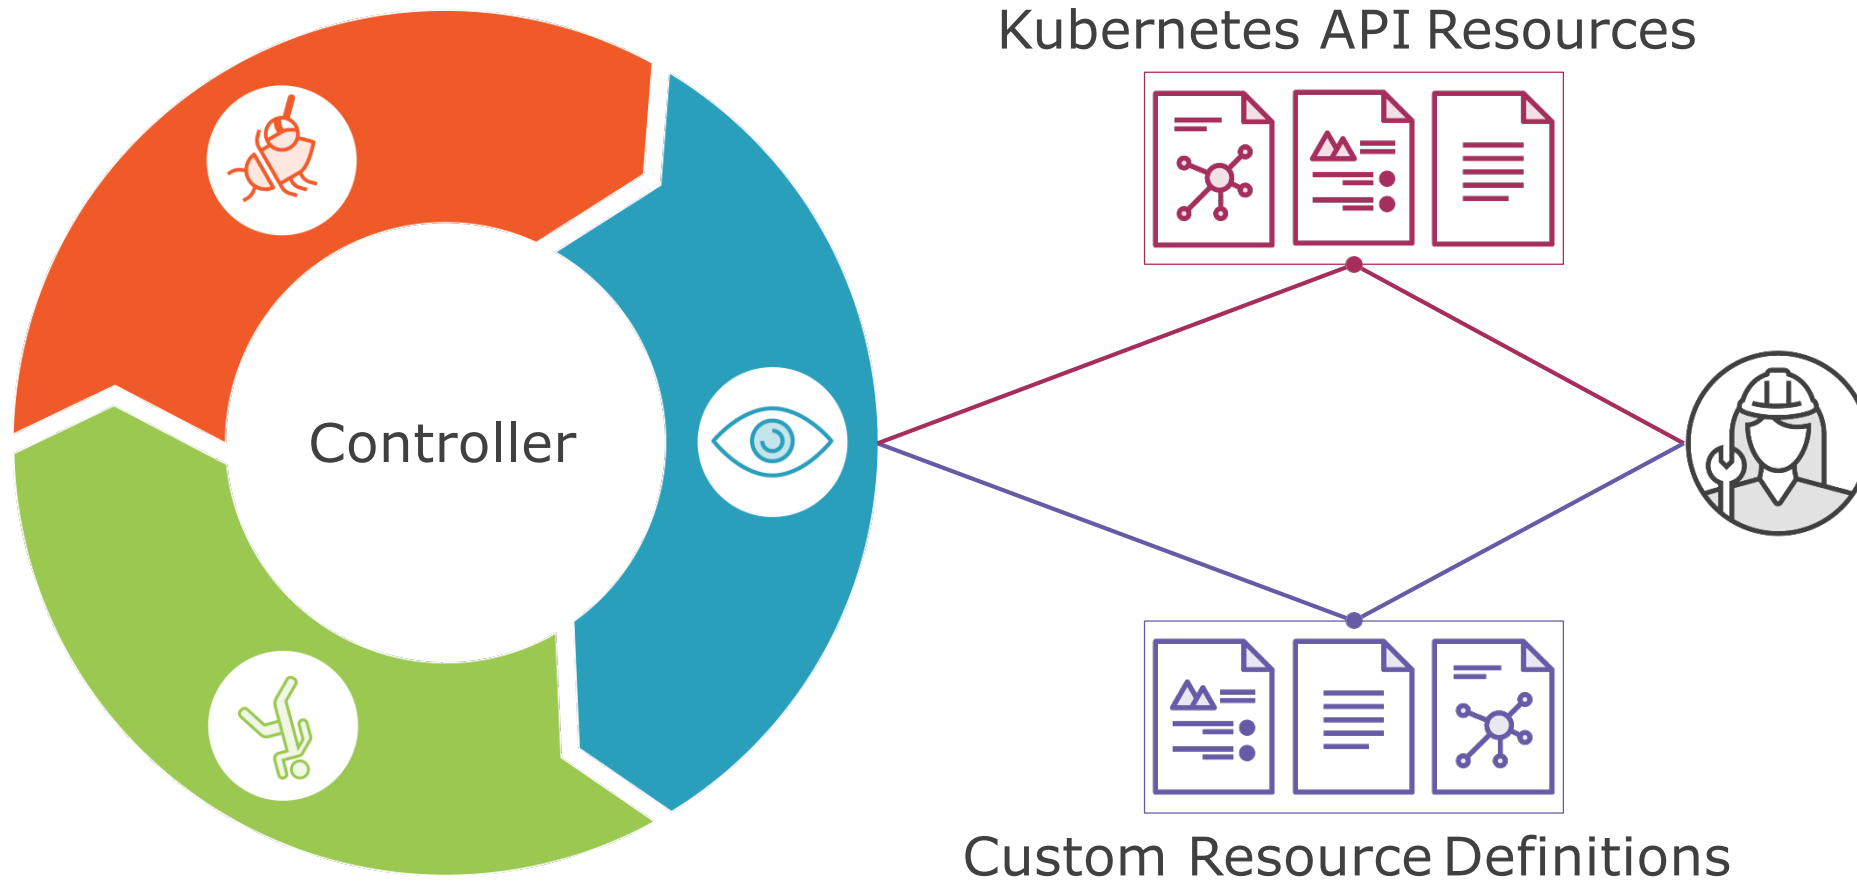 Kubernetes API Resources
Controller
Custom Resource Definitions